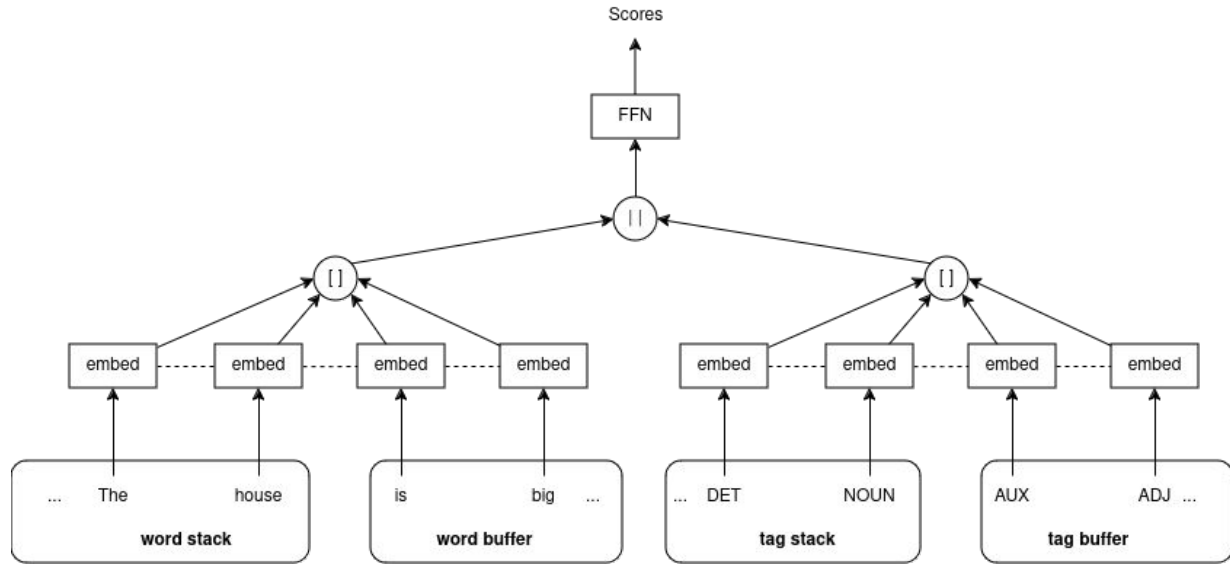 Scores
FFN
||
[ ] [ ]
embed embed embed embed embed embed embed embed
... The house is big ... ... DET NOUN AUX ADJ ...
word stack word buffer tag stack tag buffer